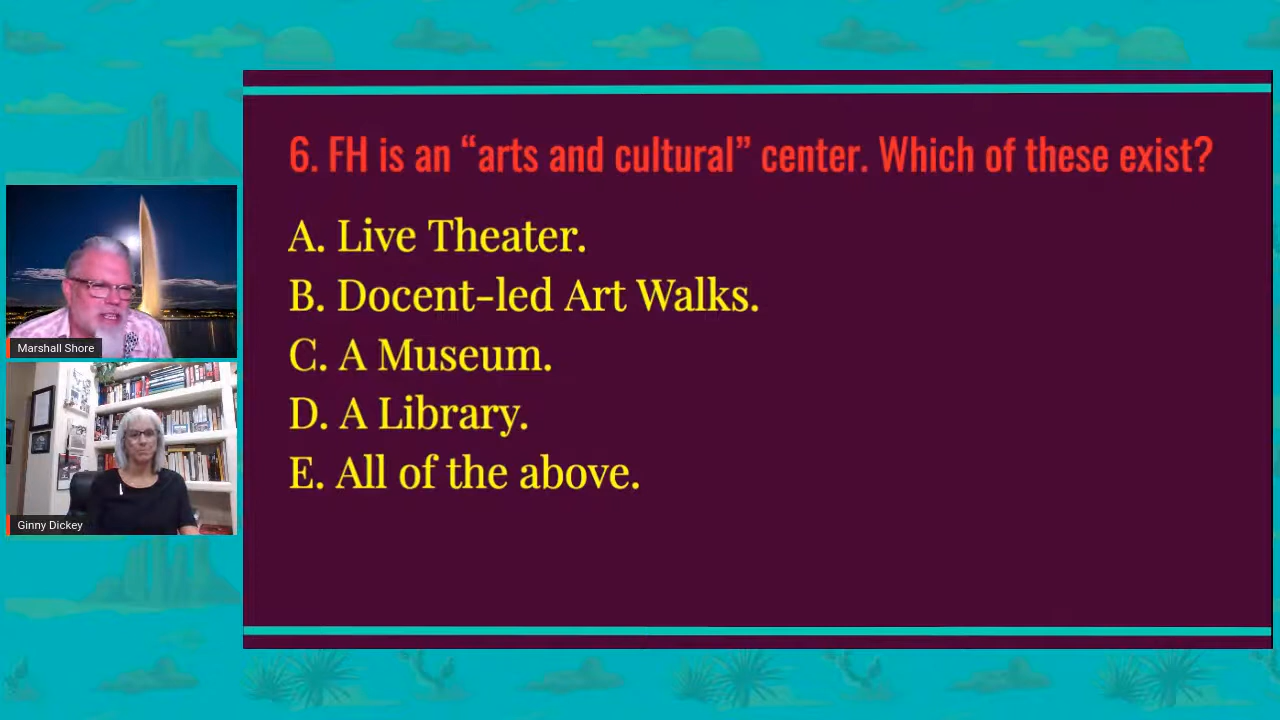 6. FH is an “arts and cultural” center. Which of these exist?
A. Live Theater.
B. Docent-led Art Walks.
C. A Museum.
D. A Library.
E. All of the above.
Marshall Shore
Ginny Dickey